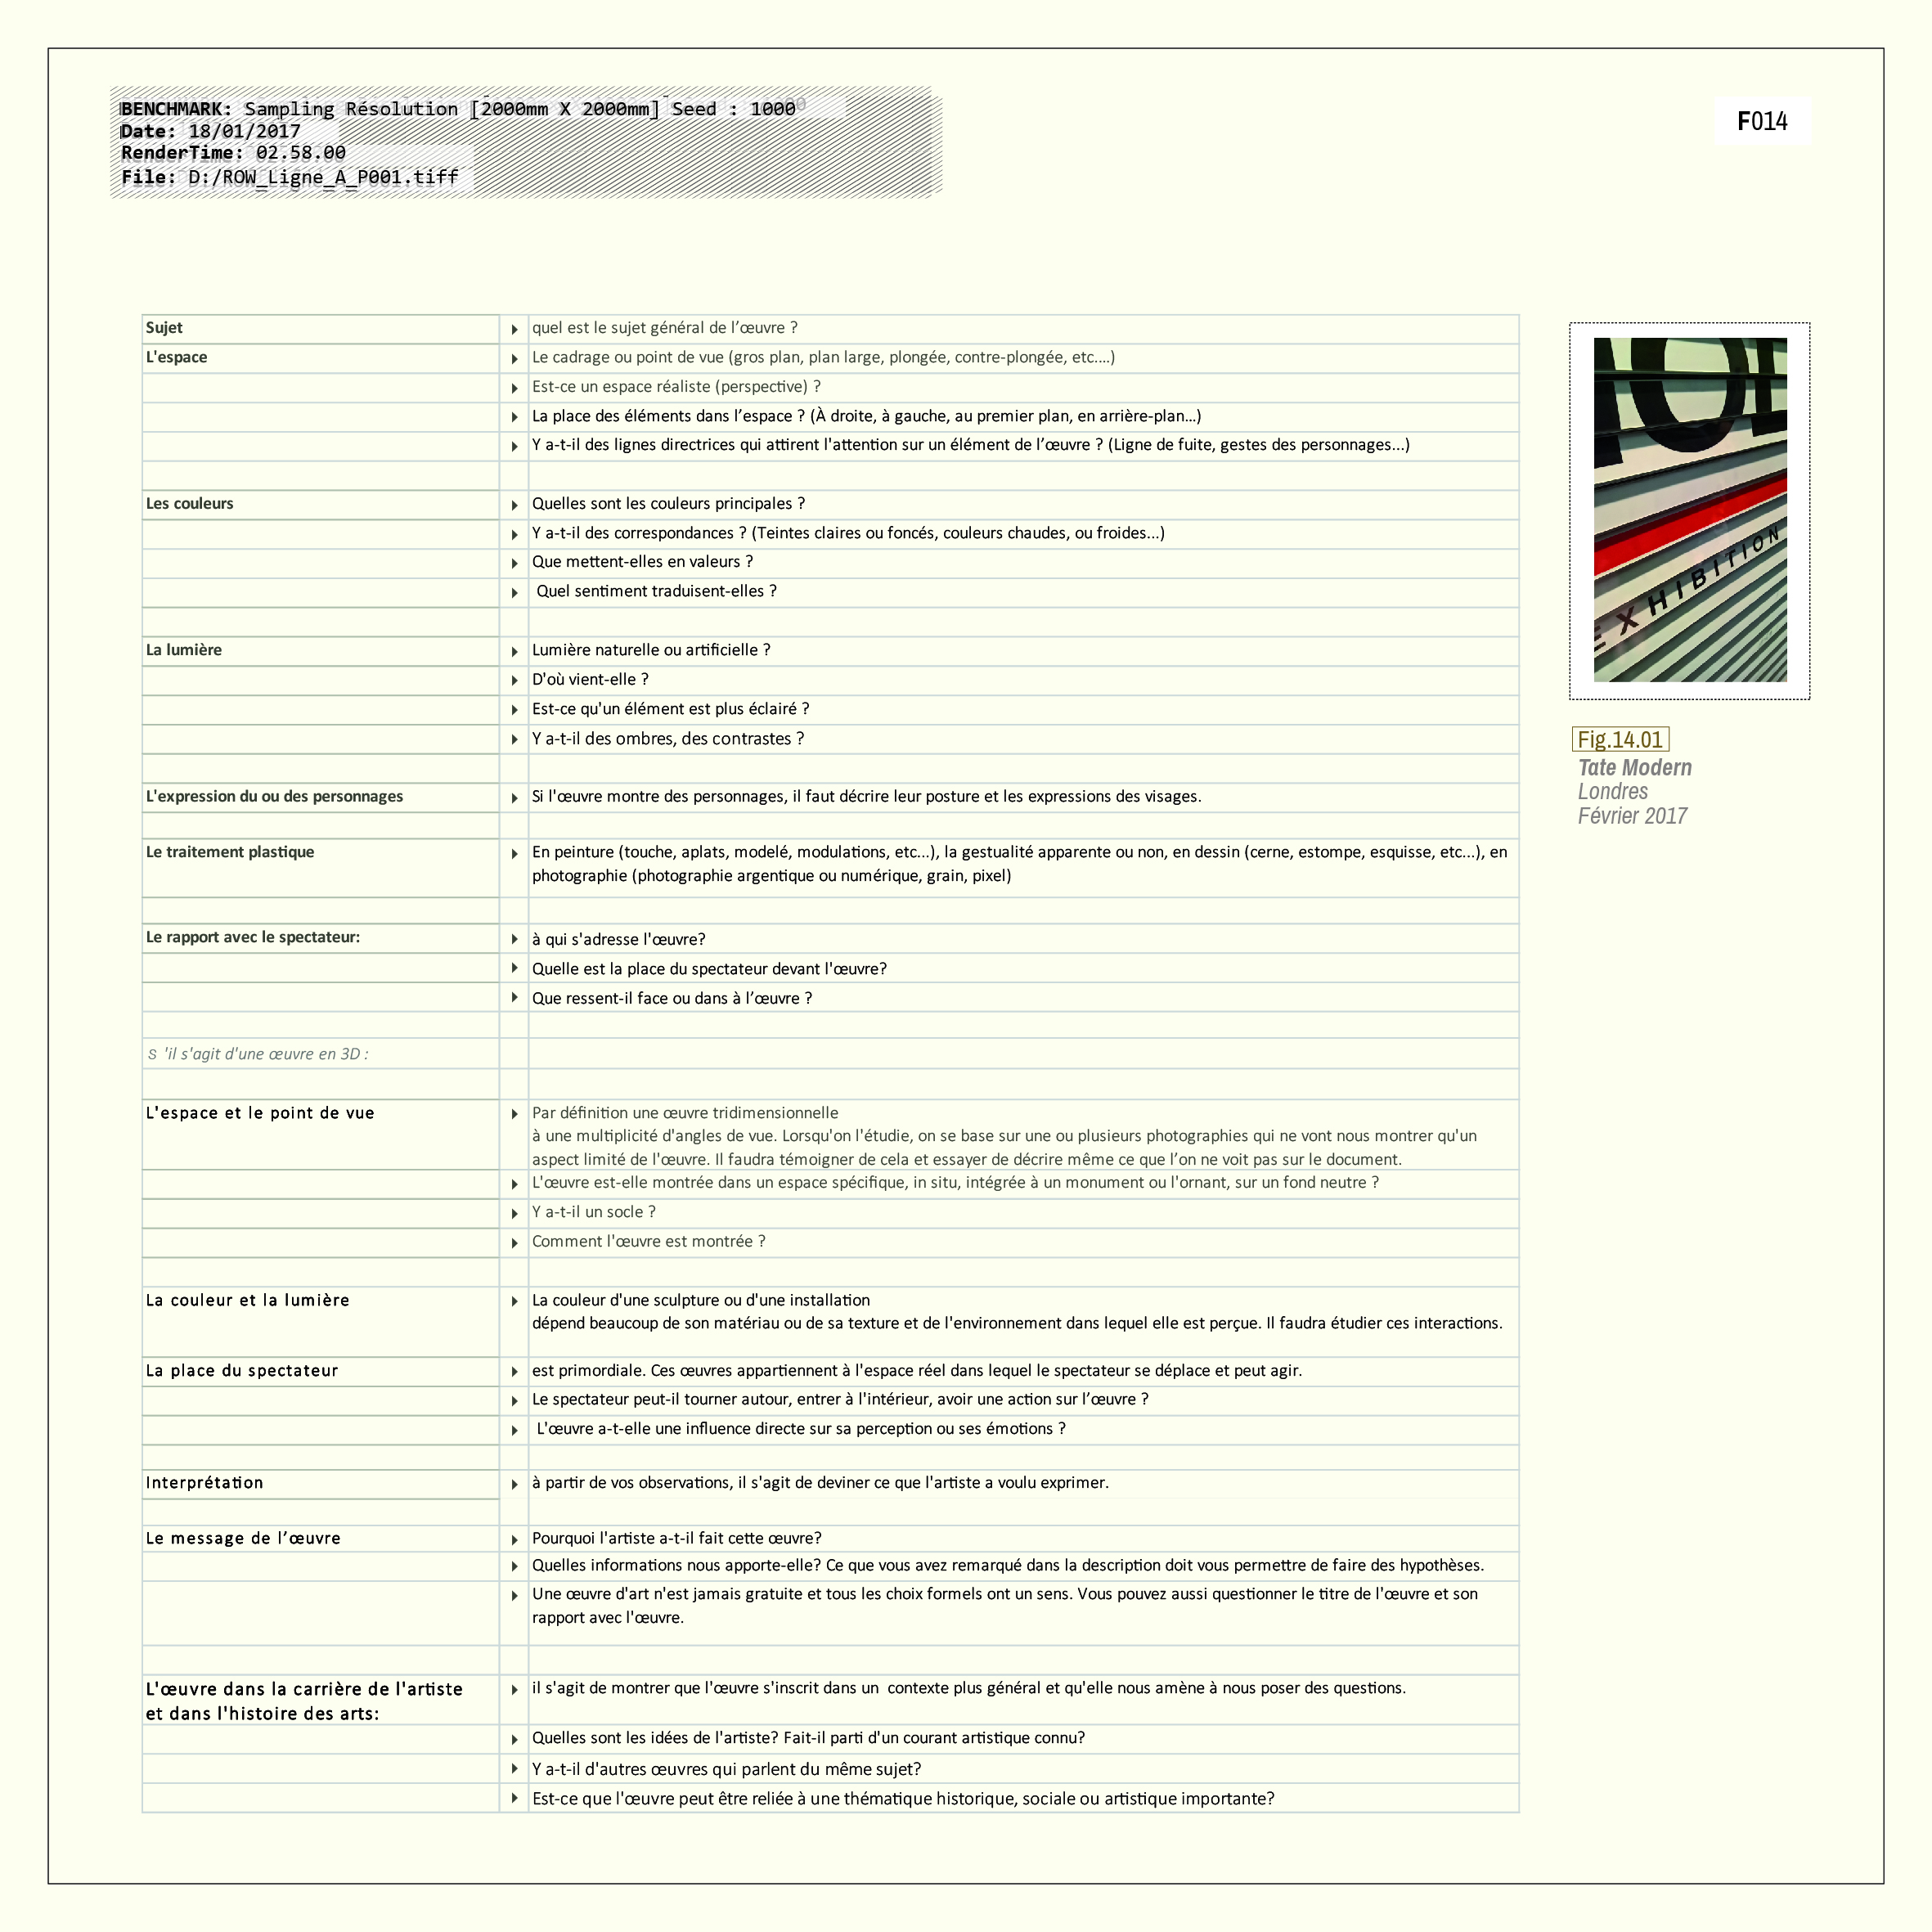 BENCHMARK: Sampling Résolution [2000mm X 2000mm] Seed : 1000
Date: 18/01/2017
RenderTime: 02.58.00
File: D:/ROW_Ligne_A_P001.tiff
F014
Sujet quel est le sujet général de l’œuvre ?
L'espace Le cadrage ou point de vue (gros plan, plan large, plongée, contre-plongée, etc.…)
Est-ce un espace réaliste (perspective) ?
La place des éléments dans l’espace ? (À droite, à gauche, au premier plan, en arrière-plan…)
Y a-t-il des lignes directrices qui attirent l'attention sur un élément de l’œuvre ? (Ligne de fuite, gestes des personnages...)
Les couleurs Quelles sont les couleurs principales ?
Y a-t-il des correspondances ? (Teintes claires ou foncés, couleurs chaudes, ou froides...)
Que mettent-elles en valeurs ?
Quel sentiment traduisent-elles ?
La lumière Lumière naturelle ou artificielle ?
D'où vient-elle ?
Est-ce qu'un élément est plus éclairé ?
Y a-t-il des ombres, des contrastes ?
L'expression du ou des personnages Si l'œuvre montre des personnages, il faut décrire leur posture et les expressions des visages.
Le traitement plastique En peinture (touche, aplats, modelé, modulations, etc...), la gestualité apparente ou non, en dessin (cerne, estompe, esquisse, etc...), en
photographie (photographie argentique ou numérique, grain, pixel)
Le rapport avec le spectateur: à qui s'adresse l'œuvre?
Quelle est la place du spectateur devant l'œuvre?
Que ressent-il face ou dans à l’œuvre ?
S 'il s'agit d'une œuvre en 3D :
L'espace et le point de vue Par définition une œuvre tridimensionnelle
à une multiplicité d'angles de vue. Lorsqu'on l'étudie, on se base sur une ou plusieurs photographies qui ne vont nous montrer qu'un
aspect limité de l'œuvre. Il faudra témoigner de cela et essayer de décrire même ce que l’on ne voit pas sur le document.
L'œuvre est-elle montrée dans un espace spécifique, in situ, intégrée à un monument ou l'ornant, sur un fond neutre ?
Y a-t-il un socle ?
Comment l'œuvre est montrée ?
La couleur et la lumière La couleur d'une sculpture ou d'une installation
dépend beaucoup de son matériau ou de sa texture et de l'environnement dans lequel elle est perçue. Il faudra étudier ces interactions.
La place du spectateur est primordiale. Ces œuvres appartiennent à l'espace réel dans lequel le spectateur se déplace et peut agir.
Le spectateur peut-il tourner autour, entrer à l'intérieur, avoir une action sur l’œuvre ?
L'œuvre a-t-elle une influence directe sur sa perception ou ses émotions ?
Interprétation à partir de vos observations, il s'agit de deviner ce que l'artiste a voulu exprimer.
Le message de l’œuvre Pourquoi l'artiste a-t-il fait cette œuvre?
Quelles informations nous apporte-elle? Ce que vous avez remarqué dans la description doit vous permettre de faire des hypothèses.
Une œuvre d'art n'est jamais gratuite et tous les choix formels ont un sens. Vous pouvez aussi questionner le titre de l'œuvre et son
rapport avec l'œuvre.
L'œuvre dans la carrière de l'artiste il s'agit de montrer que l'œuvre s'inscrit dans un contexte plus général et qu'elle nous amène à nous poser des questions.
et dans l'histoire des arts:
Quelles sont les idées de l'artiste? Fait-il parti d'un courant artistique connu?
Y a-t-il d'autres œuvres qui parlent du même sujet?
Est-ce que l'œuvre peut être reliée à une thématique historique, sociale ou artistique importante?
EXHIBITION
Fig.14.01
Tate Modern
Londres
Février 2017